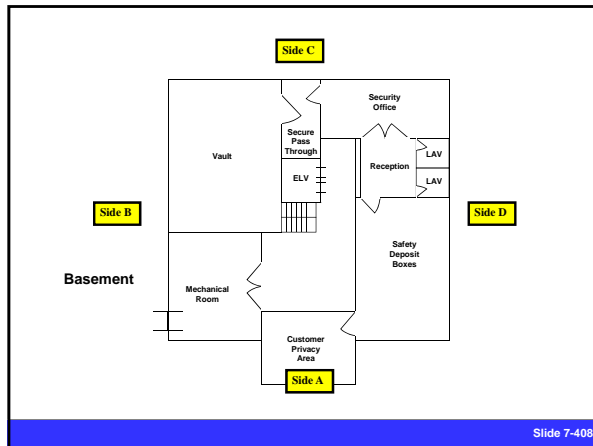 Side C
Security
Office
Secure
Pass
Through
Vault
Reception
LAV
ELV
LAV
Side B
Side D
Safety
Deposit
Boxes
Basement
Mechanical
Room
Customer
Privacy
Area
Side A
Slide 7-408